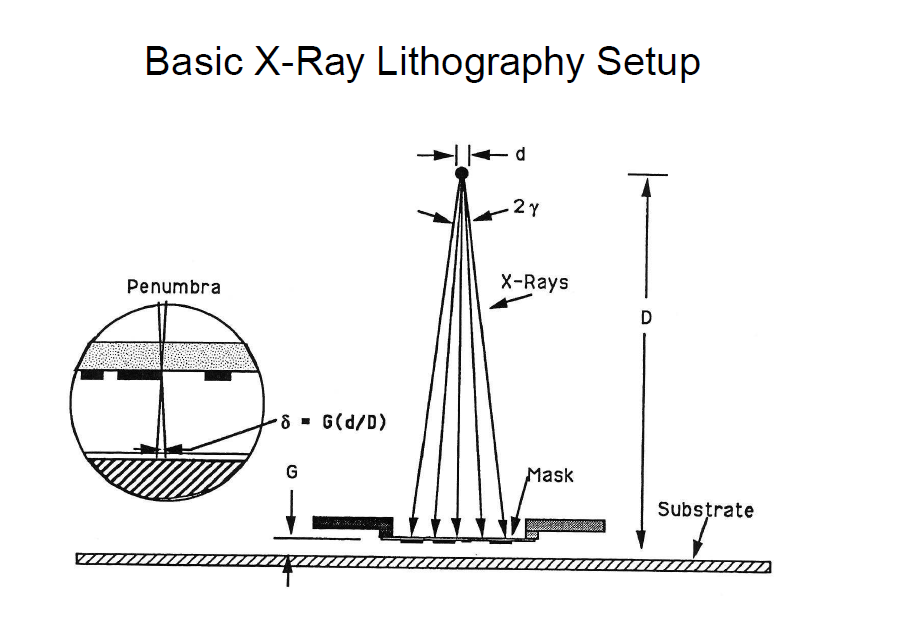 Basic X-Ray Lithography Setup
d
2γ
Penumbra
X-Rays
D
δ = G(d/D)
G
Mask
Substrate